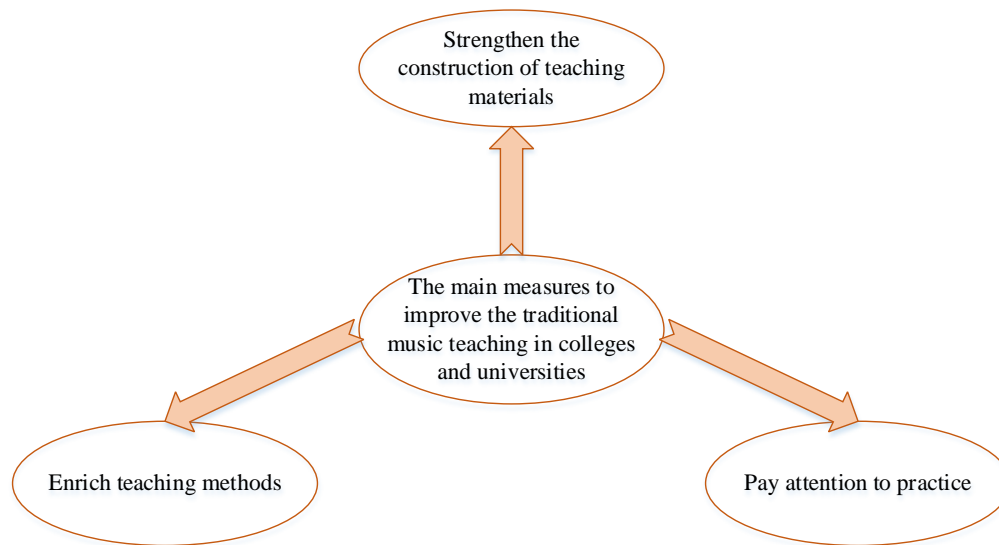 Strengthen the
construction of teaching
materials
The main measures to
improve the traditional
music teaching in colleges
and universities
Enrich teaching methods
Pay attention to practice